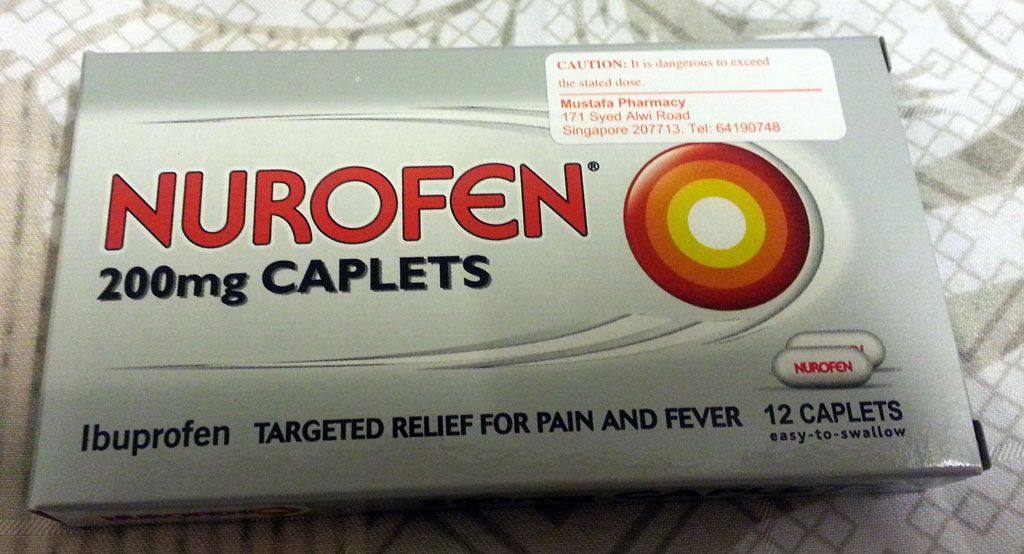 CAUTION: It is dangerous to exceed
the stated dose.
Mustafa Pharmacy
171 Syed Alwi Road
Singapore 207713. Tel: 64190748
NUROFEN®
200mg CAPLETS
NUROFEN
Ibuprofen TARGETED RELIEF FOR PAIN AND FEVER 12 CAPLETS
easy-to-swallow